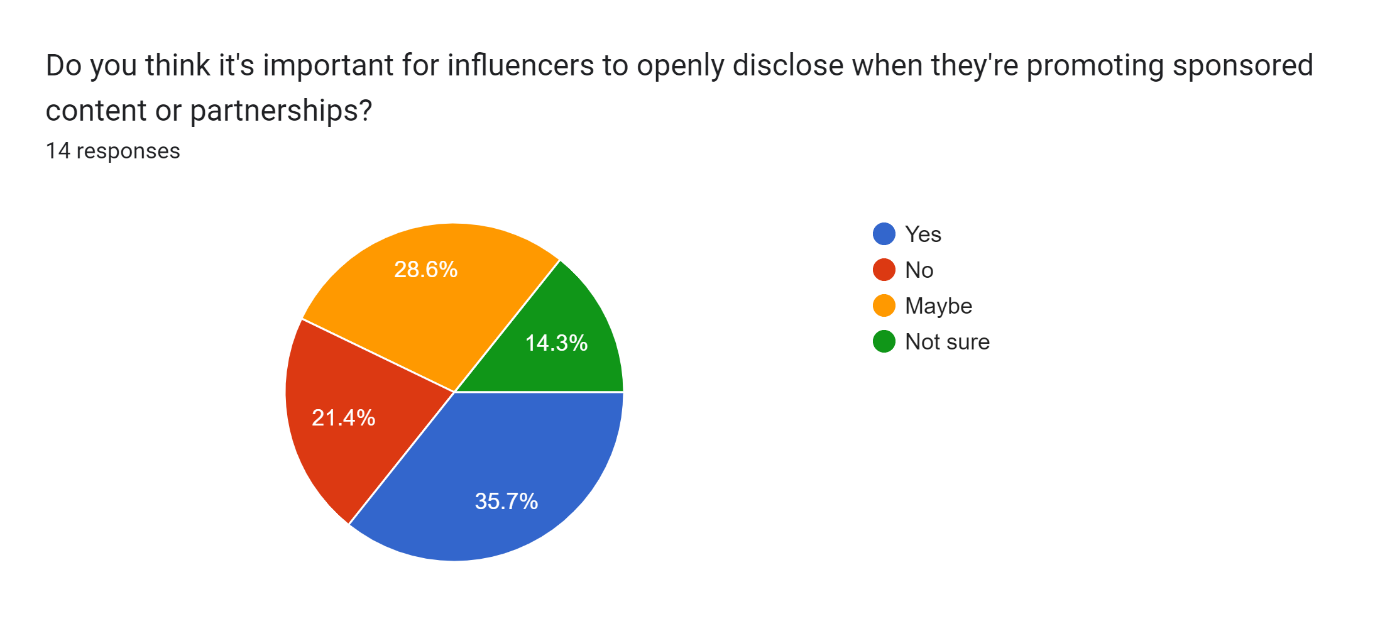 Do you think it's important for influencers to openly disclose when they're promoting sponsored
content or partnerships?
14 responses
28.6%
14.3%
21.4%
35.7%
Yes
No
Maybe
Not sure